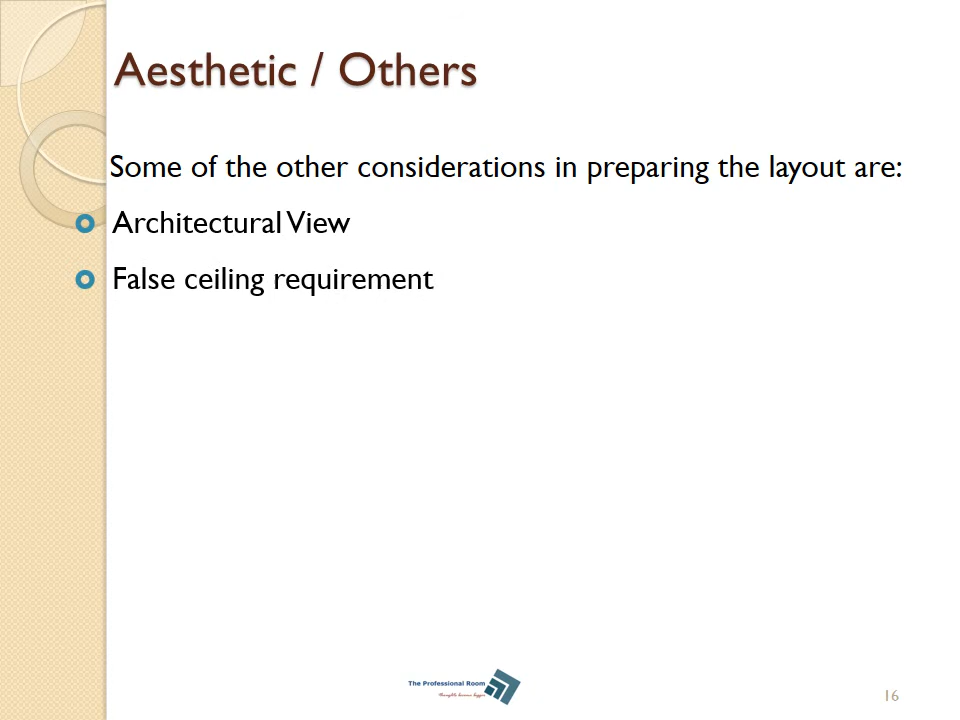 Aesthetic / Others
Some of the other considerations in preparing the layout are:
Architectural View
False ceiling requirement
The Professional Room
16